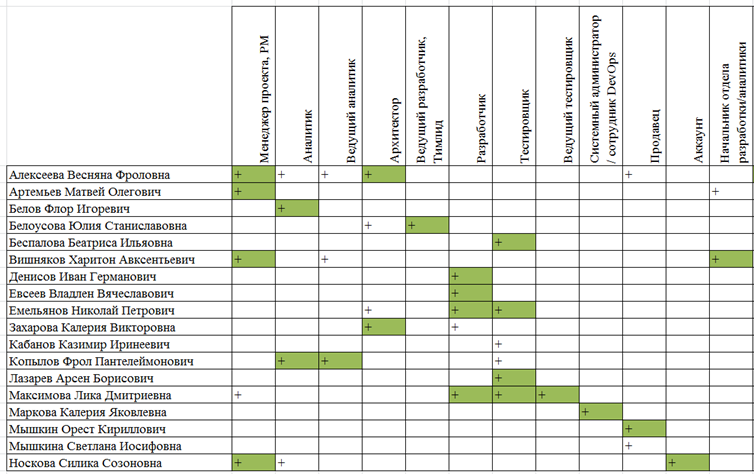 Менеджер проекта, PM
Аналитик
Ведущий аналитик
Архитектор
Ведущий разработчик,
Тимлид
Разработчик
Тестировщик
Ведущий тестировщик
Системный администратор
/ сотрудник DevOps
Продавец
Аккаунт
Начальник отдела
разработки/аналитики
Алексеева Весняна Фроловна + + + + +
Артемьев Матвей Олегович + +
Белов Флор Игоревич +
Белоусова Юлия Станиславовна + +
Беспалова Беатриса Ильяовна +
Вишняков Харитон Авксентьевич + + +
Денисов Иван Германович +
Евсеев Владлен Вячеславович +
Емельянов Николай Петрович + + +
Захарова Калерия Викторовна + +
Кабанов Казимир Иринеевич +
Копылов Фрол Пантелеймонович + + +
Лазарев Арсен Борисович +
Максимова Лика Дмитриевна + + + +
Маркова Калерия Яковлевна +
Мышкин Орест Кириллович +
Мышкина Светлана Иосифовна +
Носкова Силика Созоновна + + +